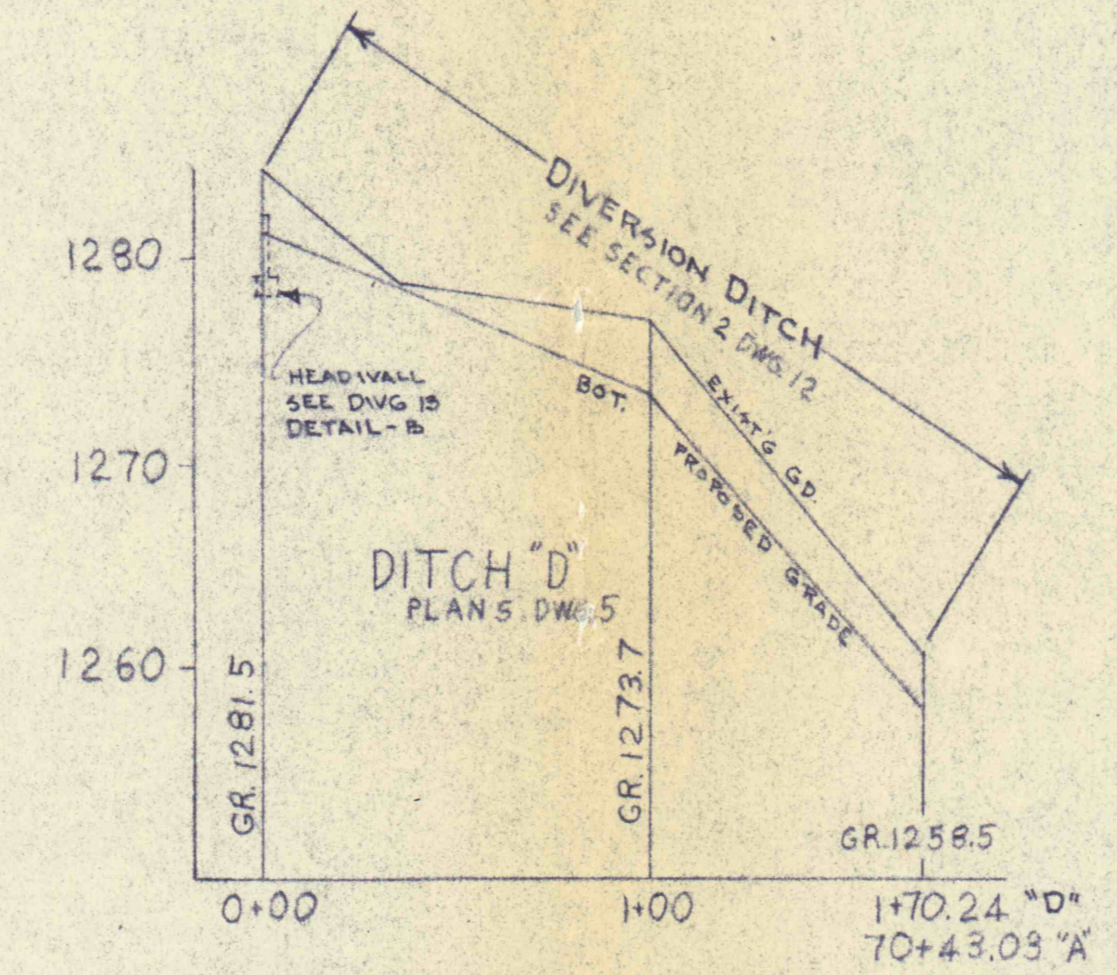 DIVERSION DITCH
SEE SECTION 2 DWG. 12
1280
HEADWALL
SEE DWG 13
DETAIL-B
BOT.
EXIST'G GD.
1270
PROPOSED GRADE
DITCH "D"
PLANS. DWG. 5
1260
GR. 1281.5
GR. 1273.7
GR. 1258.5
0+00
1+00
1+70.24 "D"
70+43.03 "A"